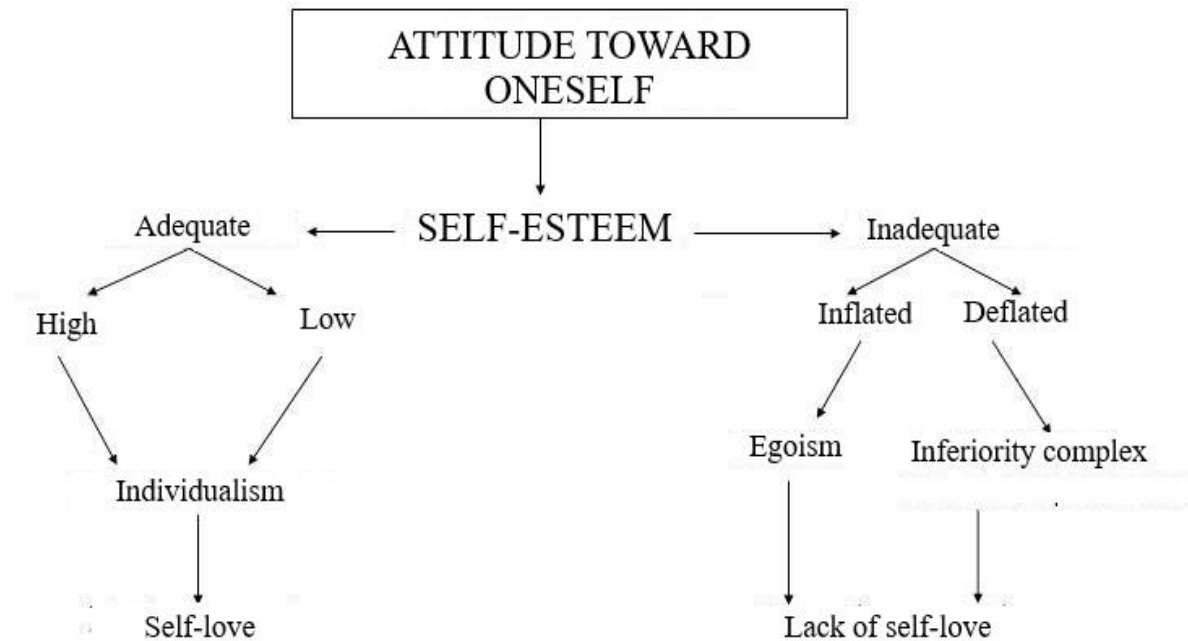 ATTITUDE TOWARD
ONESELF
Adequate
SELF-ESTEEM
Inadequate
High
Low
Inflated
Deflated
Egoism
Inferiority complex
Individualism
Self-love
Lack of self-love